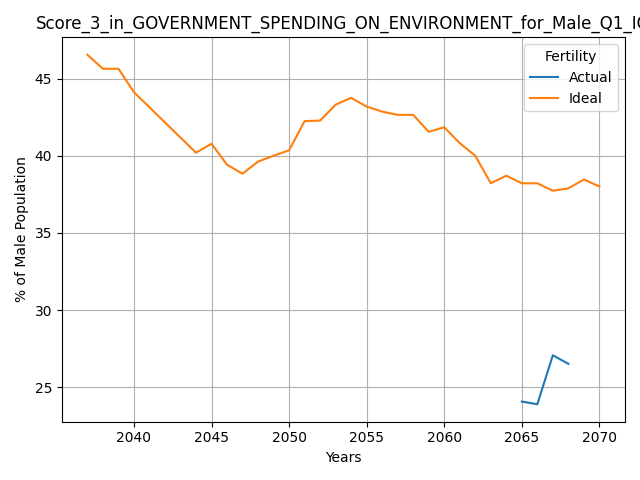 Score_3_in_GOVERNMENT_SPENDING_ON_ENVIRONMENT_for_Male_Q1_IQ
Fertility
Actual
Ideal
% of Male Population
45
40
35
30
25
2040 2045 2050 2055 2060 2065 2070
Years